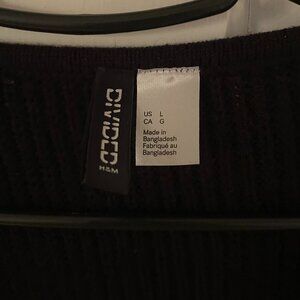 DIVIDED
H&M
US L
CA G
Made in
Bangladesh
Fabriqué au
Bangladesh